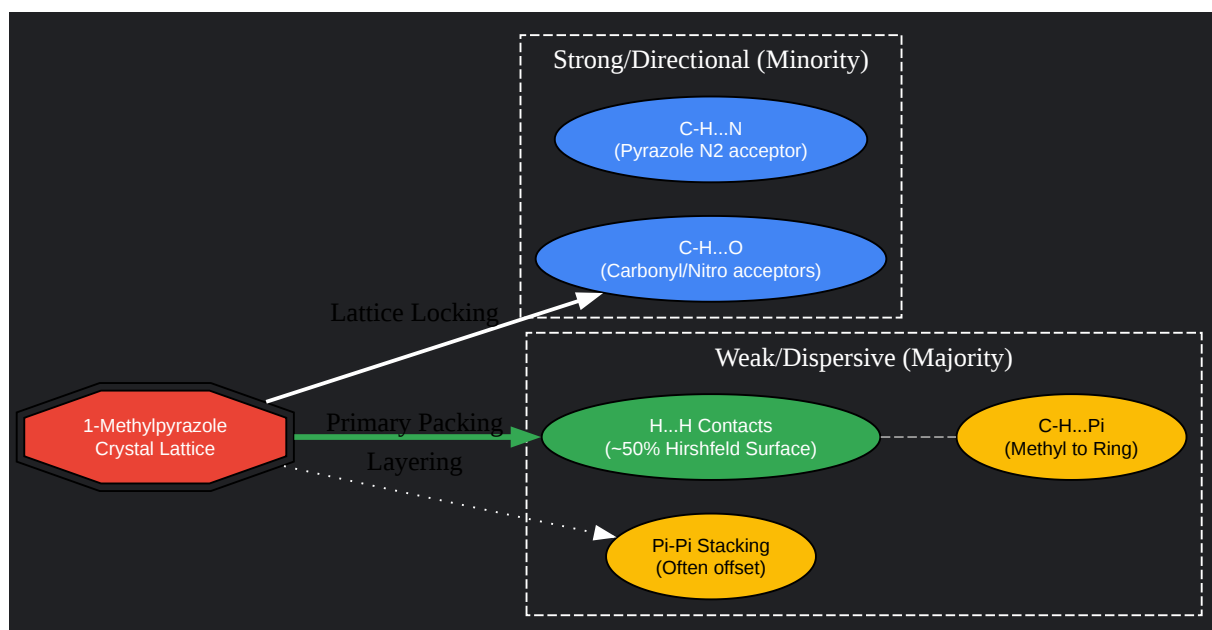 Strong/Directional (Minority)
C-H...N
(Pyrazole N2 acceptor)
C-H...O
(Carbonyl/Nitro acceptors)
Lattice Locking
Weak/Dispersive (Majority)
1-Methylpyrazole
Crystal Lattice
Primary Packing
H...H Contacts
(~50% Hirshfeld Surface)
C-H...Pi
(Methyl to Ring)
Layering
Pi-Pi Stacking
(Often offset)